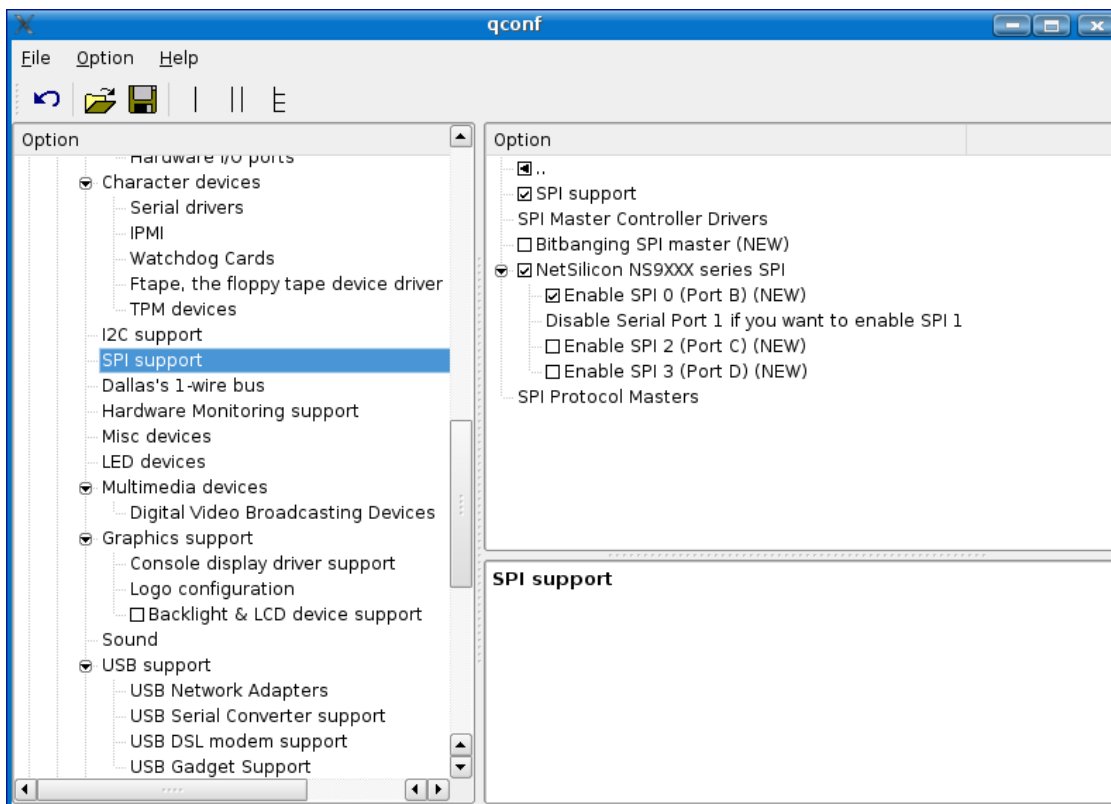 qconf
File Option Help
Option
Hardware I/O ports
Character devices
Serial drivers
IPMI
Watchdog Cards
Ftape, the floppy tape device driver
TPM devices
I2C support
SPI support
Dallas's 1-wire bus
Hardware Monitoring support
Misc devices
LED devices
Multimedia devices
Digital Video Broadcasting Devices
Graphics support
Console display driver support
Logo configuration
Backlight & LCD device support
Sound
USB support
USB Network Adapters
USB Serial Converter support
USB DSL modem support
USB Gadget Support
Option
..
SPI support
SPI Master Controller Drivers
Bitbanging SPI master (NEW)
NetSilicon NS9XXX series SPI
Enable SPI 0 (Port B) (NEW)
Disable Serial Port 1 if you want to enable SPI 1
Enable SPI 2 (Port C) (NEW)
Enable SPI 3 (Port D) (NEW)
SPI Protocol Masters
SPI support